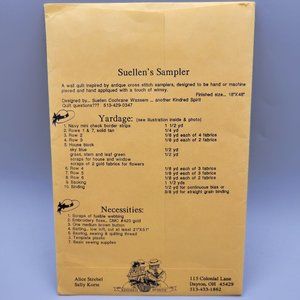 Suellen's Sampler
A wall quilt inspired by antique cross stitch samplers, designed to be hand or machine
pieced and hand appliqued with a touch of whimsy.
Finished size... 18"X48"
Designed by... Suellen Cochrane Wassem ... another Kindred Spirit
Quilt questions??? 513-429-0347
Yardage: (see illustration inside & photo)
1. Navy mini check border strips 1 1/2 yd
2. Rows 1 & 7, solid tan 1/4 yd
3. Row 2 1/8 yd each of 4 fabrics
4. Row 3 1/8 yd each of 2 fabrics
5. House block
sky blue 1/2 yd
grass, stem and leaf green 1/2 yd
scraps for house and window
scraps of 2 gold fabrics for flowers
6. Row 4 1/8 yd each of 3 fabrics
7. Row 5 1/8 yd each of 3 fabrics
8. Row 6 1/8 yd each of 2 fabrics
9. Backing 1 1/2 yd
10. Binding 1/2 yd for continuous bias or
3/8 yd for straight grain binding
Necessities:
1. Scraps of fusible webbing
2. Embroidery floss, DMC #420 gold
3. One medium brown button
4. Batting, low loft, cut at least 21"X51"
5. Basting, sewing & quilting thread
6. Template plastic
7. Basic sewing supplies
Alice Strebel
Sally Korte
115 Colonial Lane
Dayton, OH 45429
513-433-1862